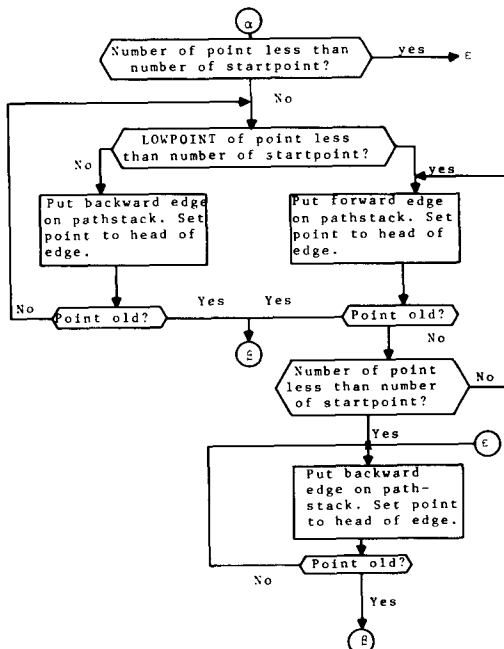 α
Number of point less than
number of startpoint?
yes
ε
No
LOWPOINT of point less
than number of startpoint?
No
yes
Put backward edge
on pathstack. Set
point to head of
edge.
Put forward edge
on pathstack. Set
point to head of
edge.
No
Point old?
Yes
Yes
Point old?
β
No
Number of point
less than number
of startpoint?
No
Yes
ε
Put backward
edge on path-
stack. Set point
to head of edge.
Point old?
No
Yes
β